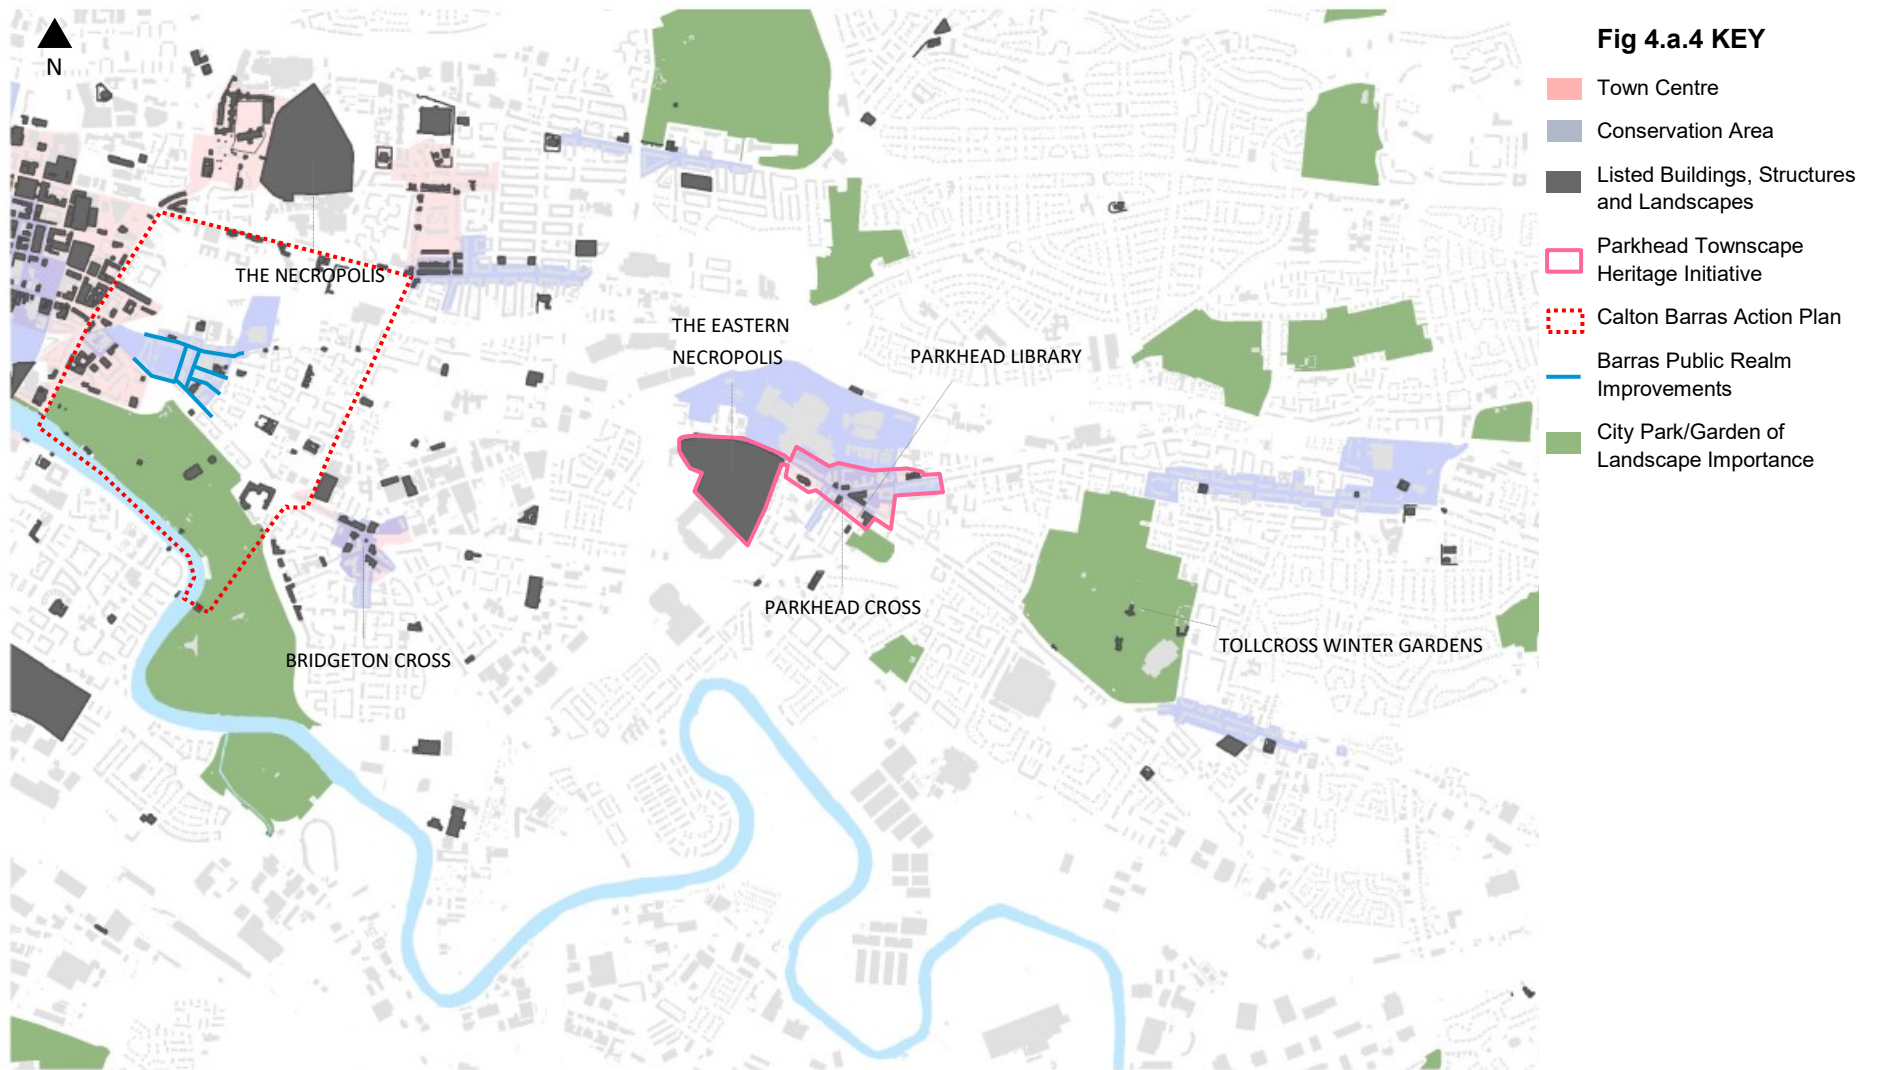 N
THE NECROPOLIS
THE EASTERN
NECROPOLIS
PARKHEAD LIBRARY
PARKHEAD CROSS
BRIDGETON CROSS
TOLLCROSS WINTER GARDENS
Fig 4.a.4 KEY
Town Centre
Conservation Area
Listed Buildings, Structures
and Landscapes
Parkhead Townscape
Heritage Initiative
Calton Barras Action Plan
Barras Public Realm
Improvements
City Park/Garden of
Landscape Importance